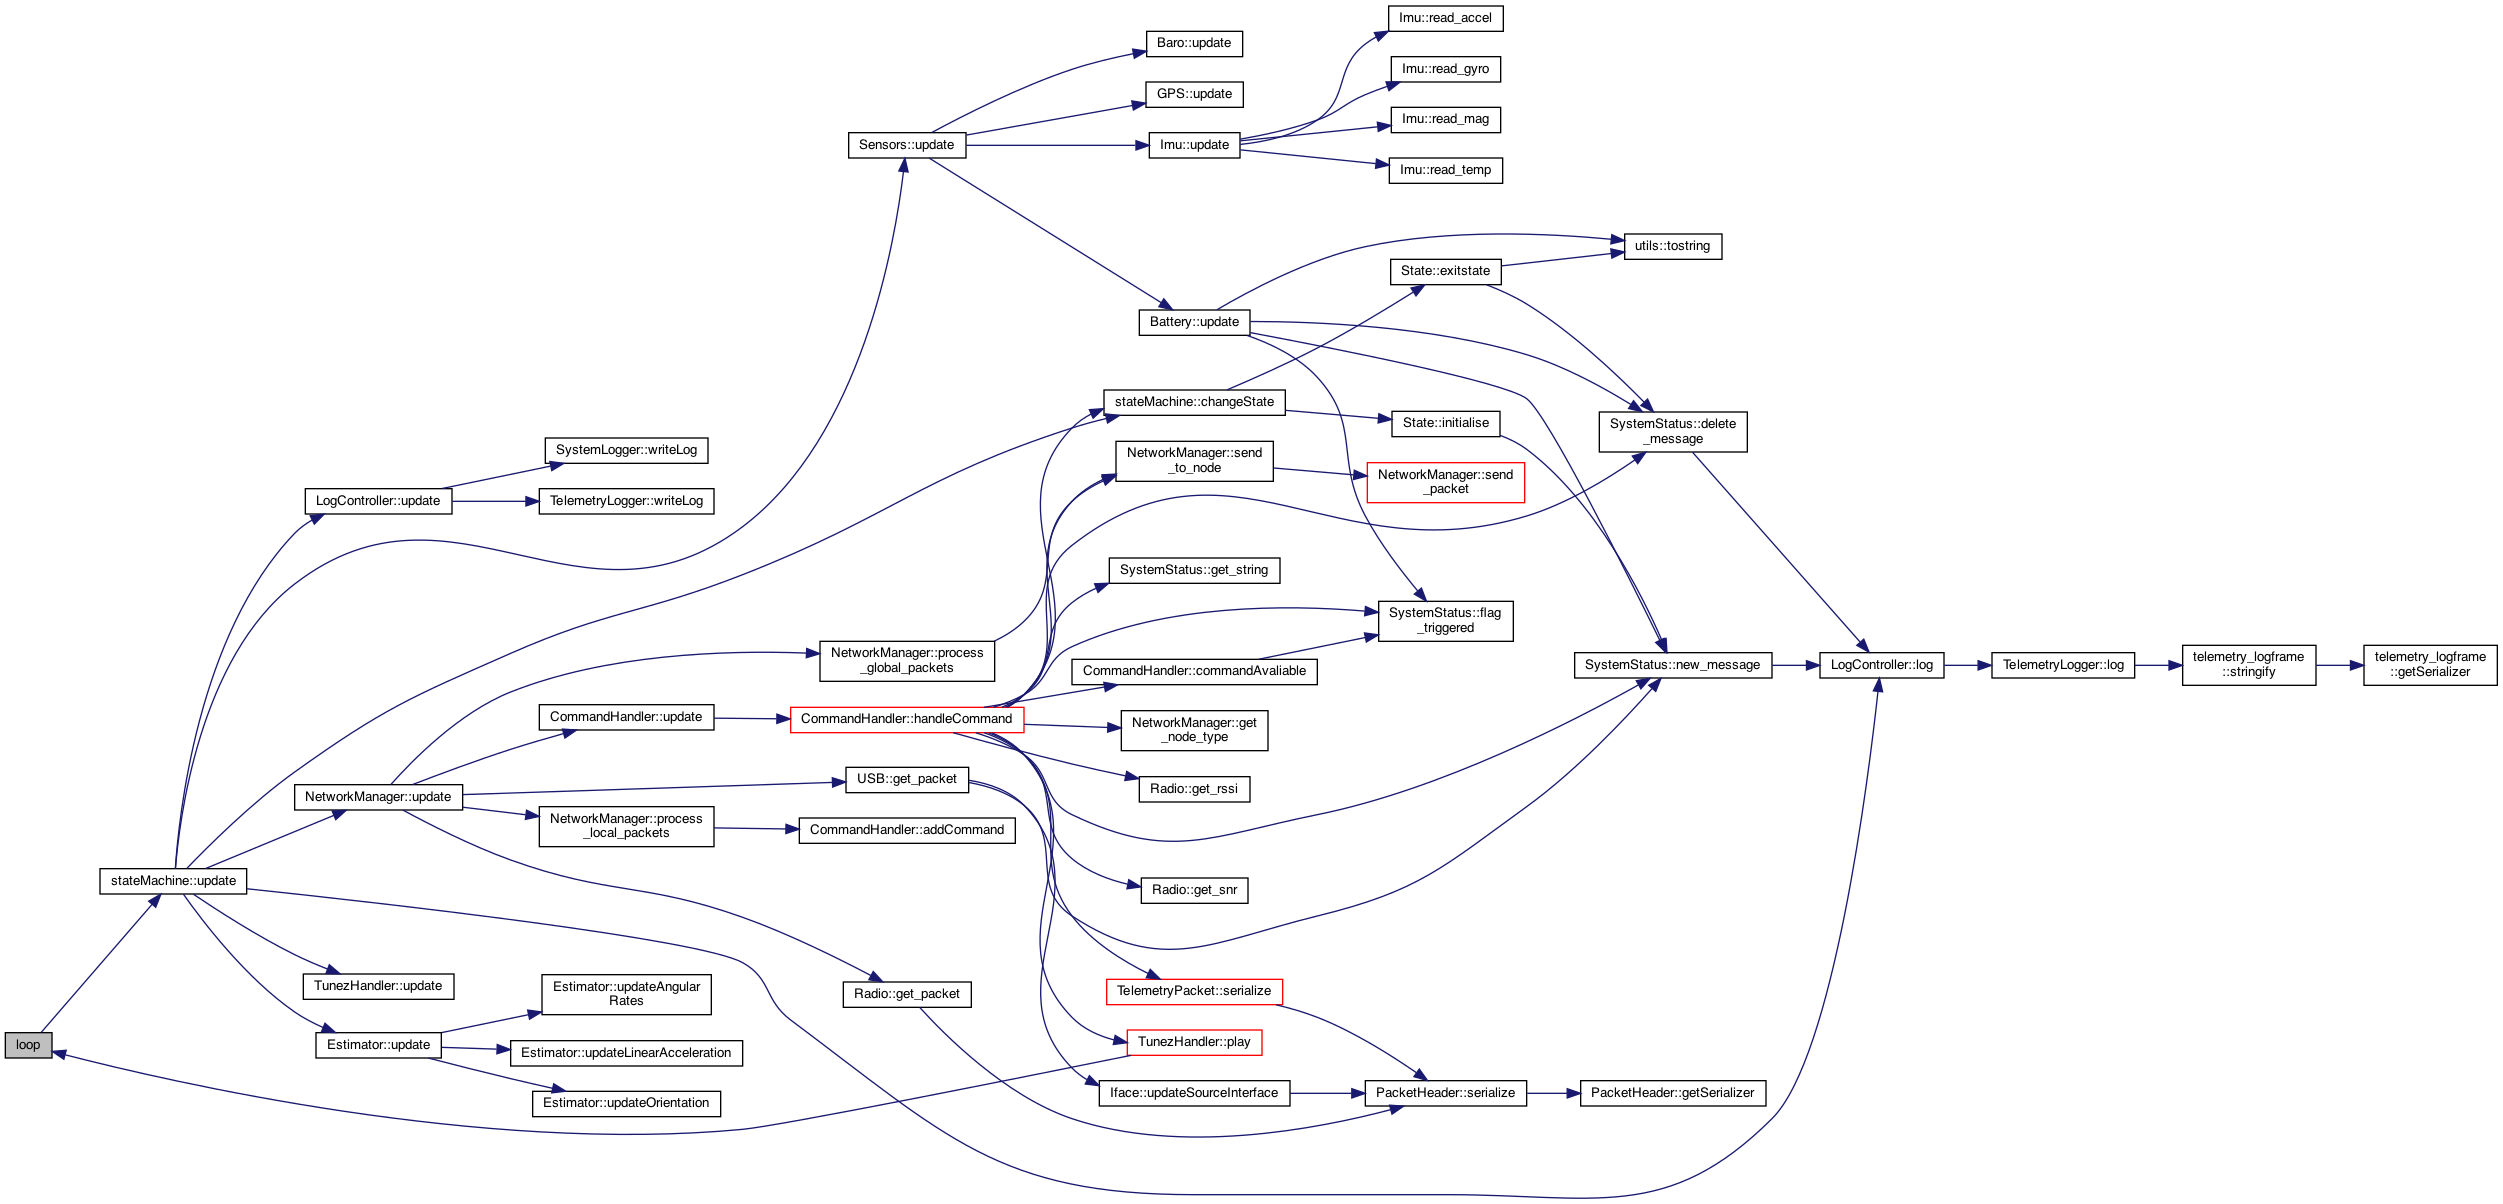 Imu::read_accel
Baro::update
Imu::read_gyro
GPS::update
Imu::read_mag
Sensors::update
Imu::update
Imu::read_temp
utils::tostring
State::exitstate
Battery::update
stateMachine::changeState
State::initialise
SystemStatus::delete
_message
SystemLogger::writeLog
NetworkManager::send
_to_node
NetworkManager::send
_packet
LogController::update
TelemetryLogger::writeLog
SystemStatus::get_string
SystemStatus::flag
_triggered
NetworkManager::process
_global_packets
CommandHandler::commandAvaliable
SystemStatus::new_message
LogController::log
TelemetryLogger::log
telemetry_logframe
::stringify
telemetry_logframe
::getSerializer
CommandHandler::update
CommandHandler::handleCommand
NetworkManager::get
_node_type
USB::get_packet
Radio::get_rssi
NetworkManager::update
NetworkManager::process
_local_packets
CommandHandler::addCommand
stateMachine::update
Radio::get_snr
TunezHandler::update
Estimator::updateAngular
Rates
Radio::get_packet
TelemetryPacket::serialize
loop
Estimator::update
Estimator::updateLinearAcceleration
TunezHandler::play
Estimator::updateOrientation
Iface::updateSourceInterface
PacketHeader::serialize
PacketHeader::getSerializer